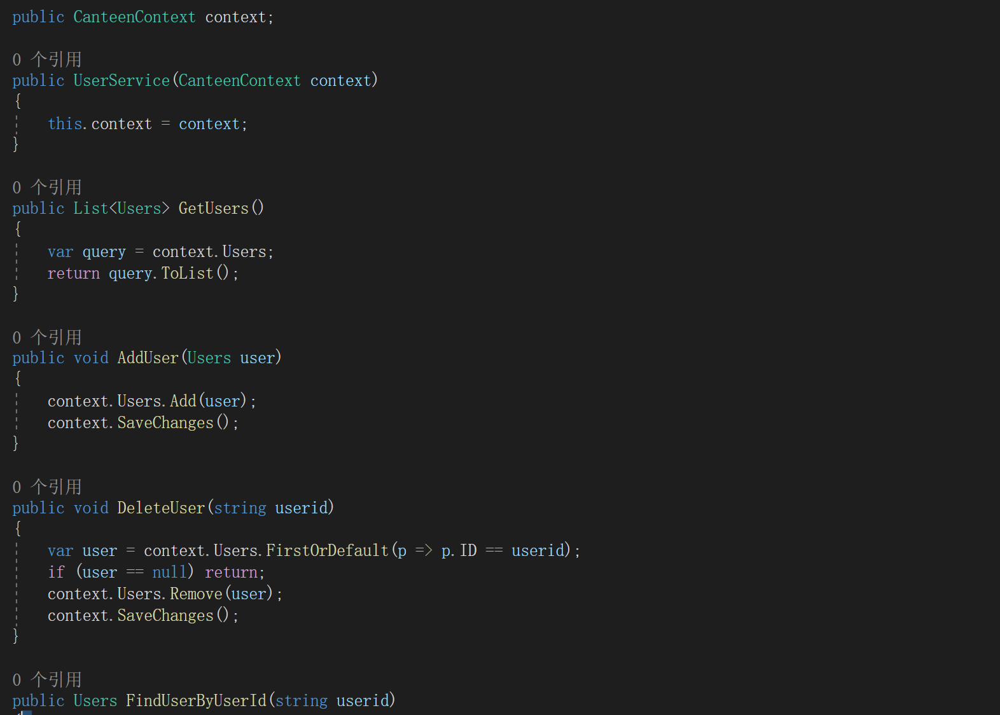 public CanteenContext context;
0 个引用
public UserService(CanteenContext context)
{
this.context = context;
}
0 个引用
public List<Users> GetUsers()
{
var query = context.Users;
return query.ToList();
}
0 个引用
public void AddUser(Users user)
{
context.Users.Add(user);
context.SaveChanges();
}
0 个引用
public void DeleteUser(string userid)
{
var user = context.Users.FirstOrDefault(p => p.ID == userid);
if (user == null) return;
context.Users.Remove(user);
context.SaveChanges();
}
0 个引用
public Users FindUserByUserId(string userid)